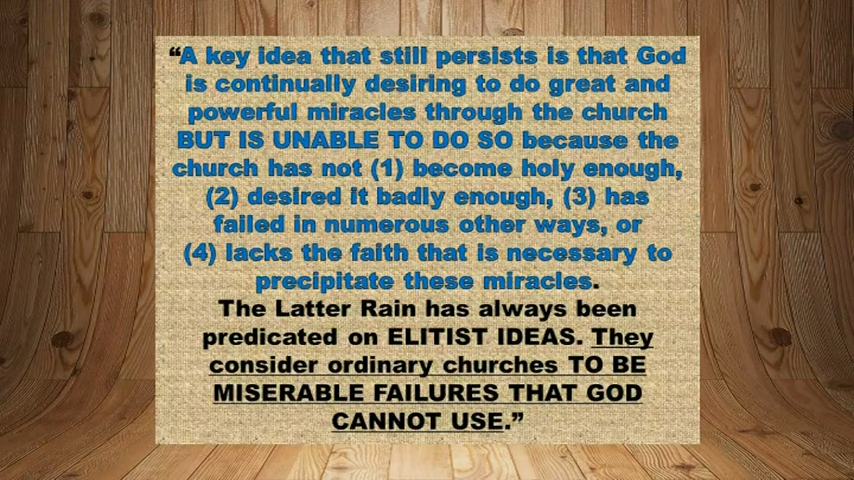 “A key idea that still persists is that God
is continually desiring to do great and
powerful miracles through the church
BUT IS UNABLE TO DO SO because the
church has not (1) become holy enough,
(2) desired it badly enough, (3) has
failed in numerous other ways, or
(4) lacks the faith that is necessary to
precipitate these miracles.
The Latter Rain has always been
predicated on ELITIST IDEAS. They
consider ordinary churches TO BE
MISERABLE FAILURES THAT GOD
CANNOT USE.”